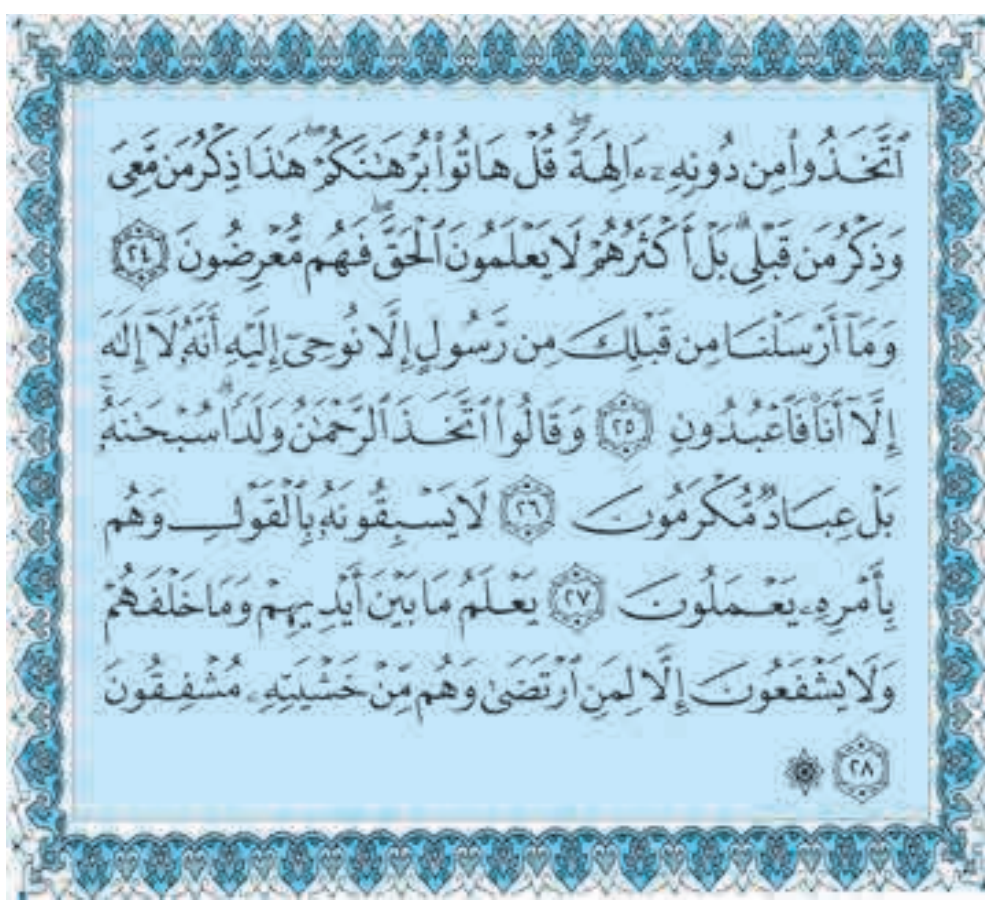 ٱتَّخَذُوا۟ مِن دُونِهِۦٓ ءَالِهَةًۖ قُلْ هَاتُوا۟ بُرْهَٰنَكُمْۖ هَٰذَا ذِكْرُ مَن مَّعِىَ
وَذِكْرُ مَن قَبْلِىۗ بَلْ أَكْثَرُهُمْ لَا يَعْلَمُونَ ٱلْحَقَّۖ فَهُم مُّعْرِضُونَ ٢٤
وَمَآ أَرْسَلْنَا مِن قَبْلِكَ مِن رَّسُولٍ إِلَّا نُوحِىٓ إِلَيْهِ أَنَّهُۥ لَآ إِلَٰهَ
إِلَّآ أَنَا۠ فَٱعْبُدُونِ ٢٥ وَقَالُوا۟ ٱتَّخَذَ ٱلرَّحْمَٰنُ وَلَدًاۗ سُبْحَٰنَهُۥۚ
بَلْ عِبَادٌ مُّكْرَمُونَ ٢٦ لَا يَسْبِقُونَهُۥ بِٱلْقَوْلِ وَهُم
بِأَمْرِهِۦ يَعْمَلُونَ ٢٧ يَعْلَمُ مَا بَيْنَ أَيْدِيهِمْ وَمَا خَلْفَهُمْ
وَلَا يَشْفَعُونَ إِلَّا لِمَنِ ٱرْتَضَىٰ وَهُم مِّنْ خَشْيَتِهِۦ مُشْفِقُونَ
٢٨